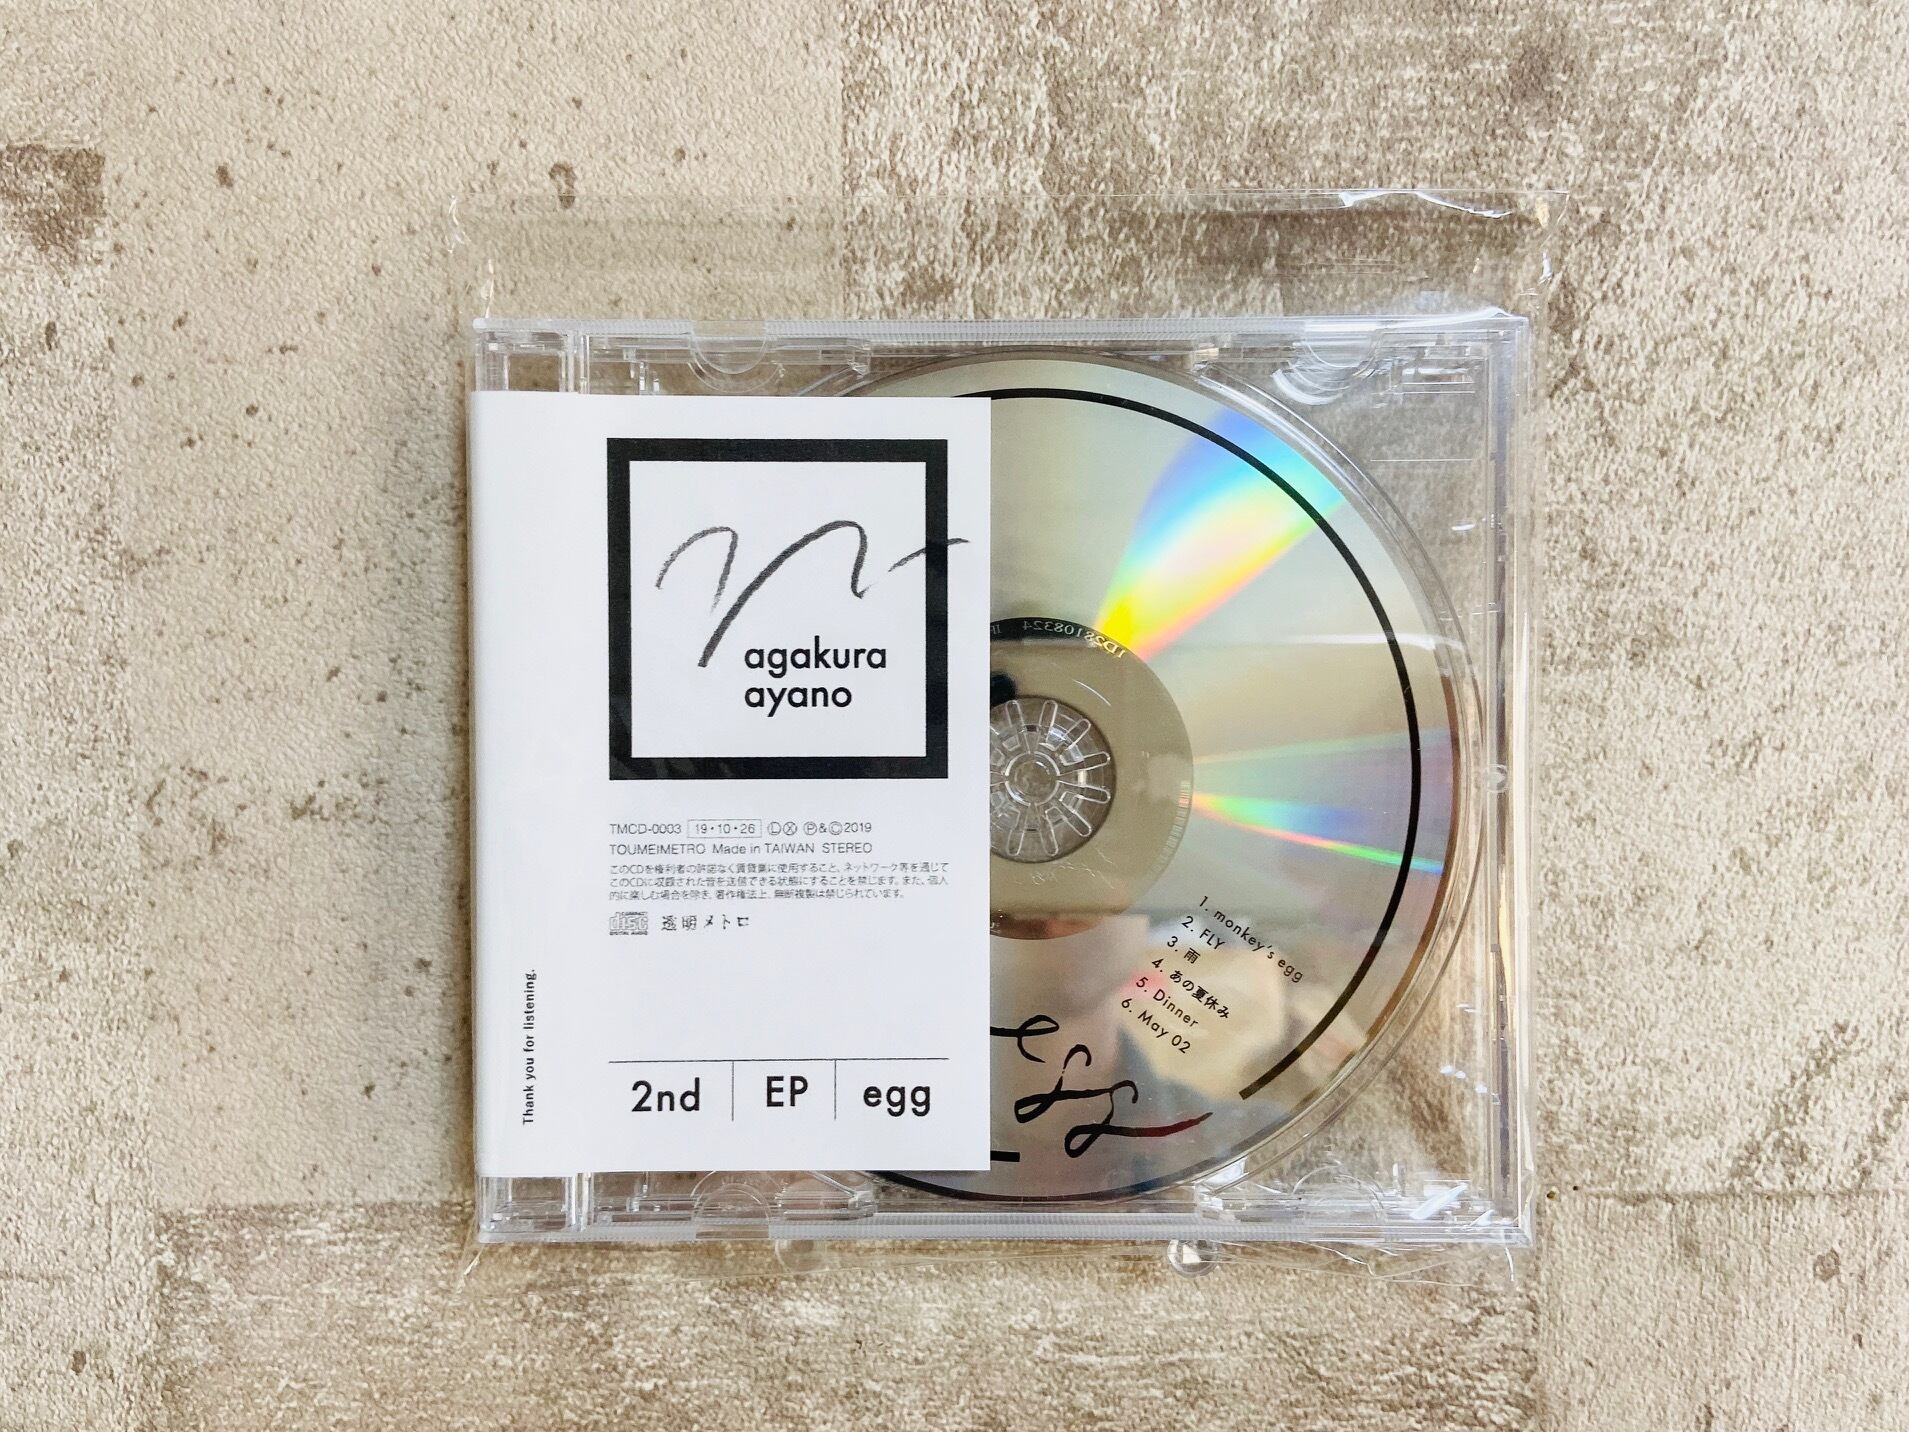 agakura
ayano
TMCD-0003 19・10・26 Ⓛ Ⓧ Ⓟ&Ⓒ2019
TOUMEIMETRO Made in TAIWAN STEREO
このCDを権利者の許諾なく賃貸業に使用すること、ネットワーク等を通じて
このCDに収録された音を送信できる状態にすることを禁じます。また、個人
的に楽しむ場合を除き、著作権法上、無断複製は禁じられています。
COMPACT
disc
DIGITAL AUDIO
透明メトロ
Thank you for listening.
2nd EP egg
1D28108324
1. monkey's egg
2. FLY
3. 雨
4. あの夏休み
5. Dinner
6. May 02
egg